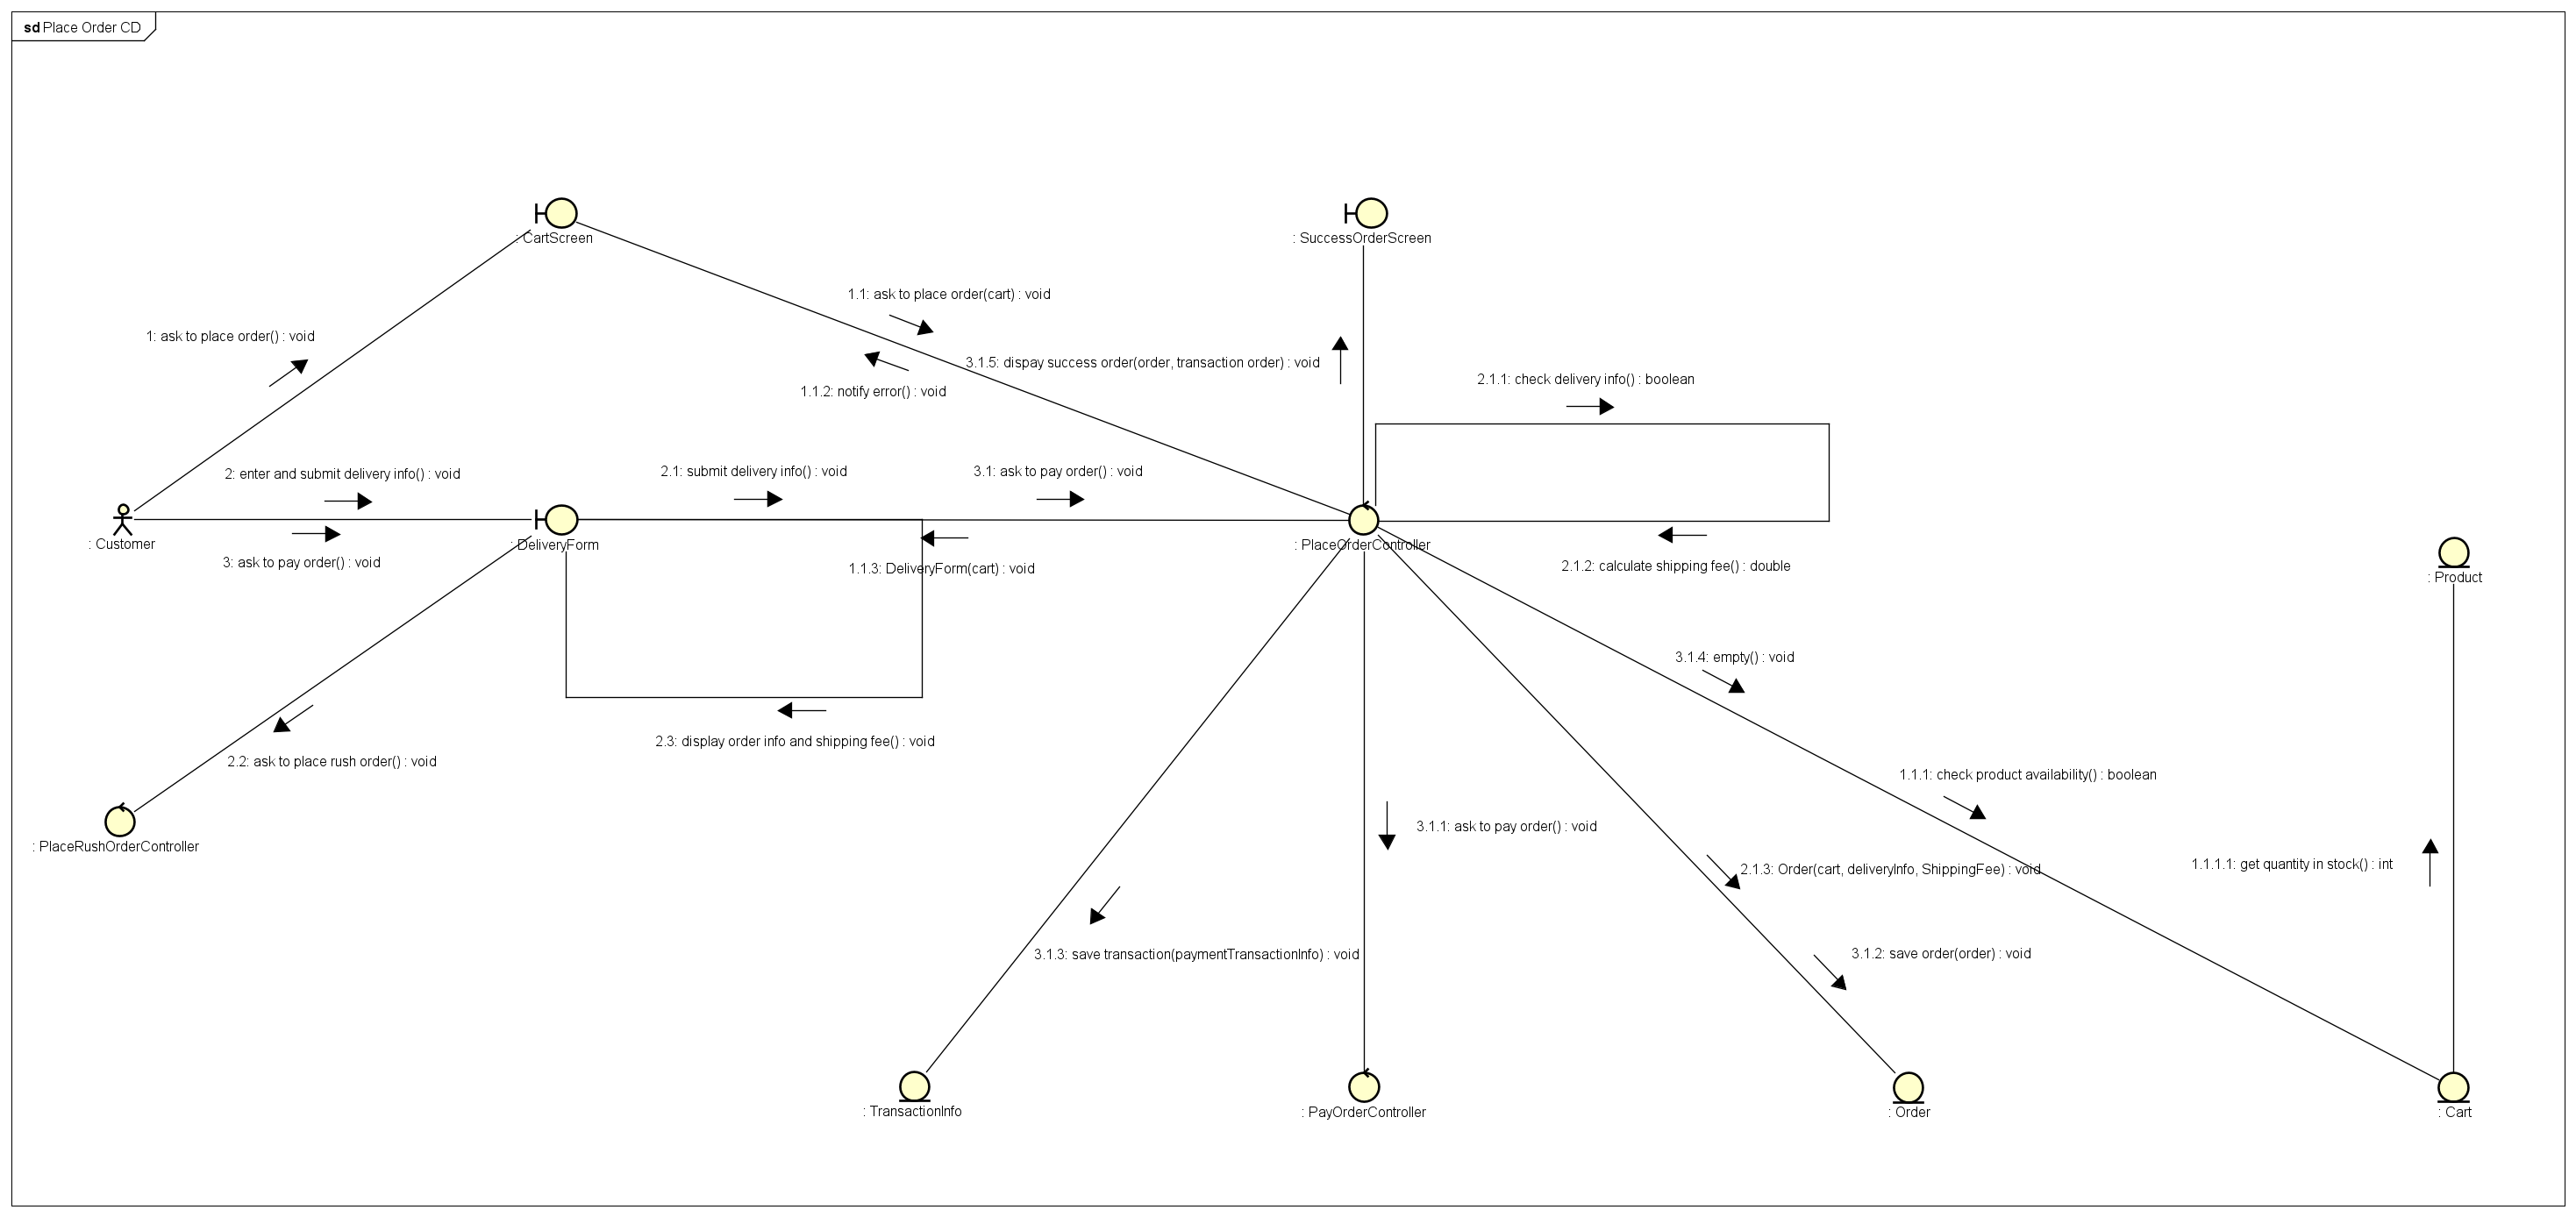 sd Place Order CD
: CartScreen
: SuccessOrderScreen
1.1: ask to place order(cart) : void
1: ask to place order() : void
3.1.5: dispay success order(order, transaction order) : void
1.1.2: notify error() : void
2.1.1: check delivery info() : boolean
2: enter and submit delivery info() : void
2.1: submit delivery info() : void
3.1: ask to pay order() : void
: Customer
: DeliveryForm
: PlaceOrderController
3: ask to pay order() : void
1.1.3: DeliveryForm(cart) : void
2.1.2: calculate shipping fee() : double
: Product
3.1.4: empty() : void
2.3: display order info and shipping fee() : void
2.2: ask to place rush order() : void
1.1.1: check product availability() : boolean
3.1.1: ask to pay order() : void
: PlaceRushOrderController
2.1.3: Order(cart, deliveryInfo, ShippingFee) : void
1.1.1.1: get quantity in stock() : int
3.1.3: save transaction(paymentTransactionInfo) : void
3.1.2: save order(order) : void
: TransactionInfo
: PayOrderController
: Order
: Cart